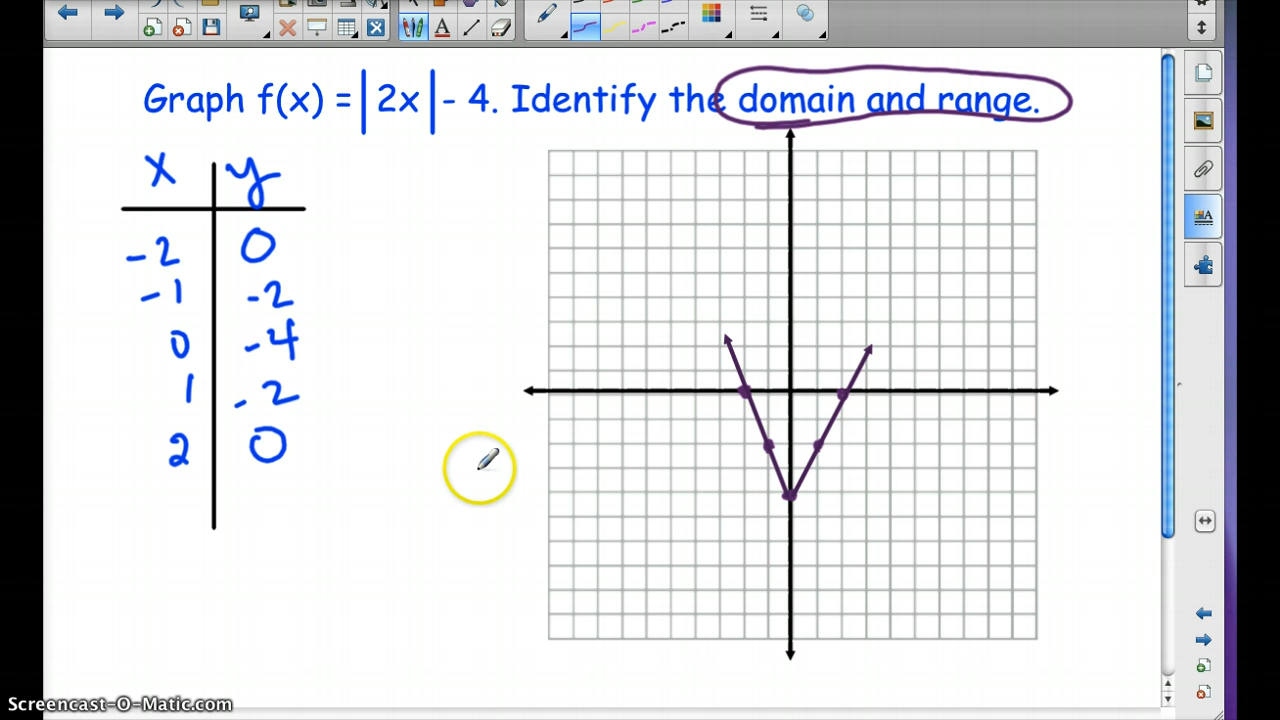 Graph f(x) = | 2x | - 4. Identify the domain and range.
x y
-2 0
-1 -2
0 -4
1 -2
2 0
Screencast-O-Matic.com